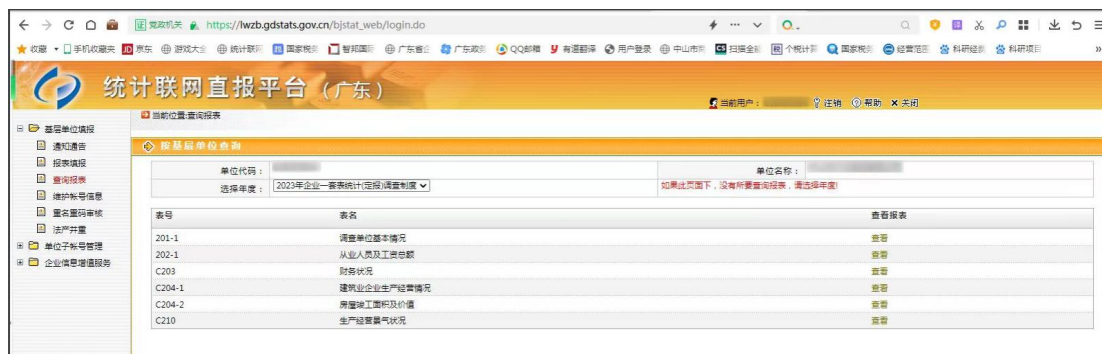 证 党政机关 https://lwzb.gdstats.gov.cn/bjstat_web/login.do
收藏 手机收藏夹 JD 京东 游戏大全 统计联网 国家税务 智邦国际 广东省企 广东政务 QQ邮箱 有道翻译 用户登录 中山市 CS 扫描全能 税 个税计算 国家税务 经营范围 科研经费 科研项目 »
统计联网直报平台（广东）
当前用户： 注销 帮助 关闭
当前位置:查询报表
基层单位填报
通知通告
报表填报
查询报表
维护帐号信息
重名重码审核
法产并重
单位子帐号管理
企业信息增值服务
按基层单位查询
单位代码： 单位名称：
选择年度： 2023年企业一套表统计(定报)调查制度 如果此页面下，没有所要查询报表，请选择年度!
表号 表名 查看报表
201-1 调查单位基本情况 查看
202-1 从业人员及工资总额 查看
C203 财务状况 查看
C204-1 建筑业企业生产经营情况 查看
C204-2 房屋竣工面积及价值 查看
C210 生产经营景气状况 查看